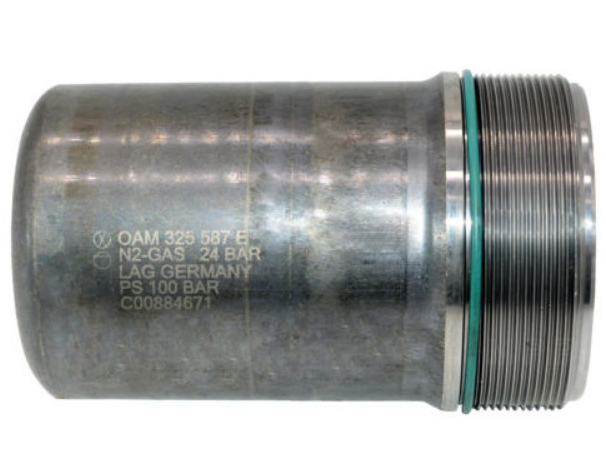 OAM 325 587 E
N2-GAS 24 BAR
LAG GERMANY
PS 100 BAR
C00884671